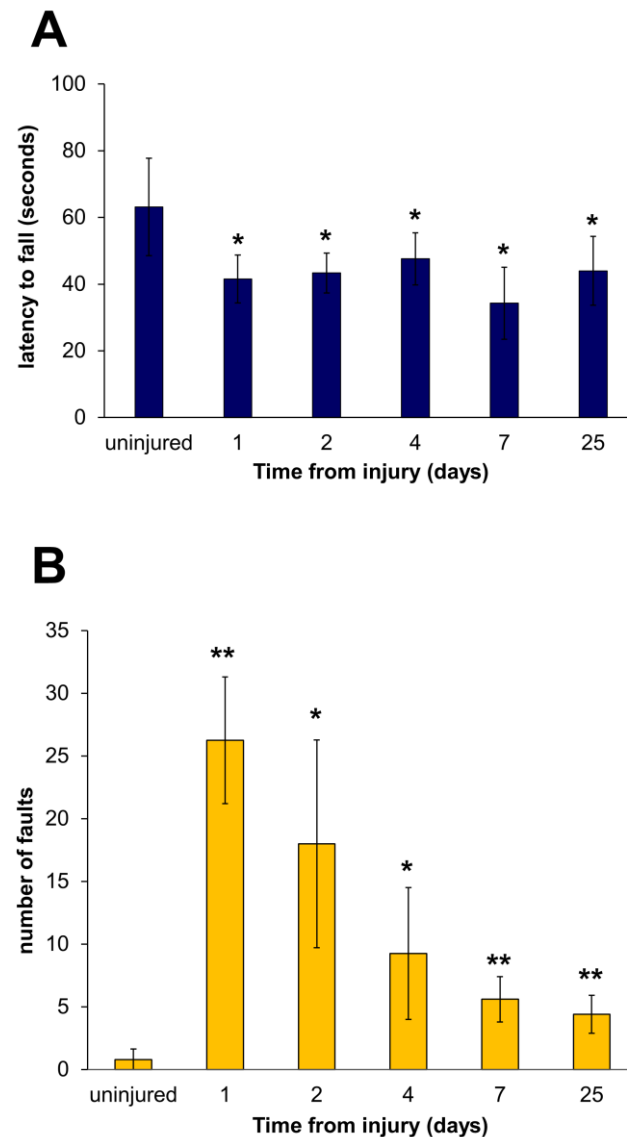 A
latency to fall (seconds)
100
80
60
40
20
0
* * * * *
uninjured 1 2 4 7 25
Time from injury (days)
B
number of faults
35
30
25
20
15
10
5
0
** * * ** **
uninjured 1 2 4 7 25
Time from injury (days)